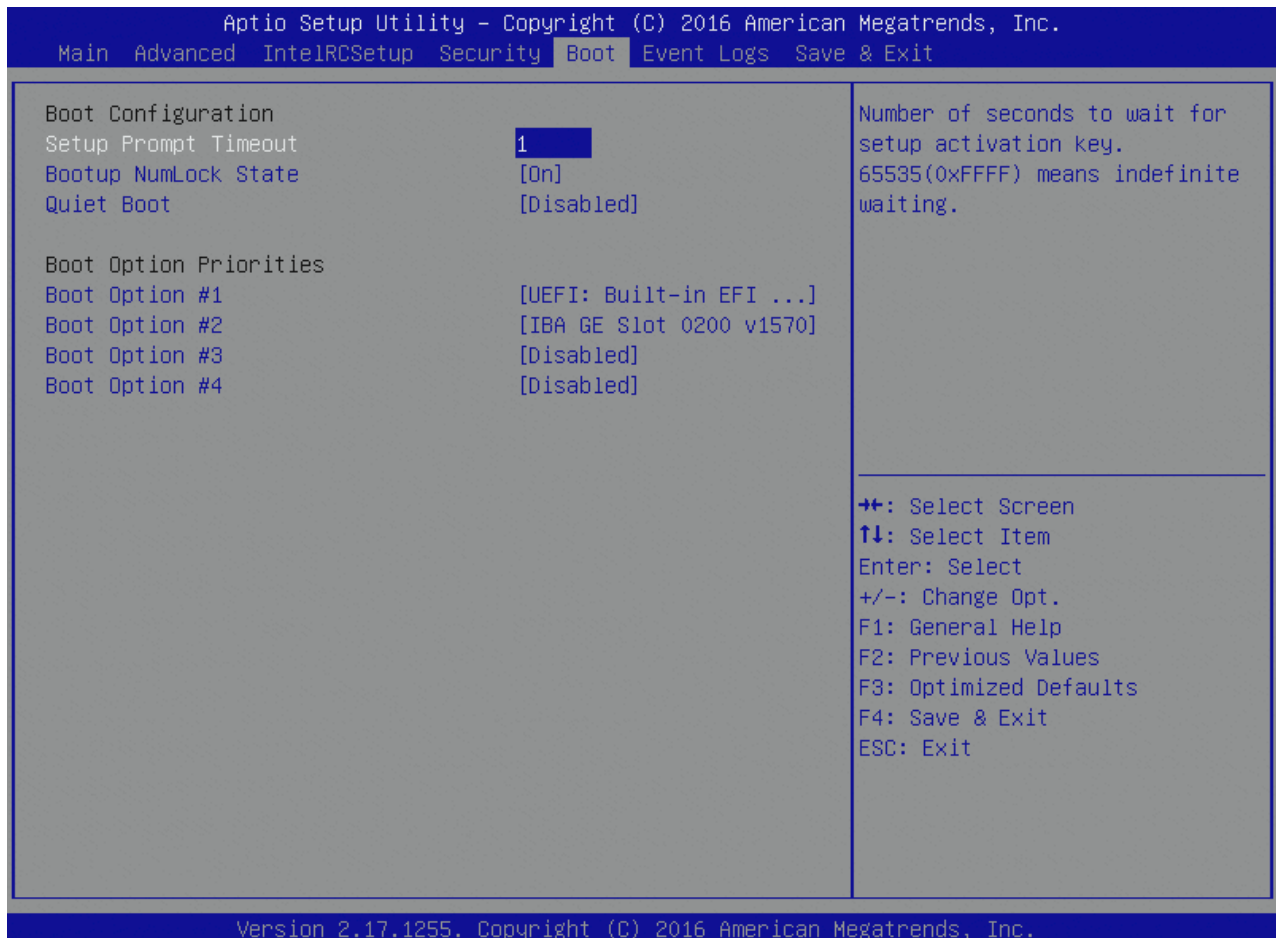 Aptio Setup Utility – Copyright (C) 2016 American Megatrends, Inc.
Main Advanced IntelRCSetup Security Boot Event Logs Save & Exit
Boot Configuration
Setup Prompt Timeout 1
Bootup NumLock State [On]
Quiet Boot [Disabled]
Boot Option Priorities
Boot Option #1 [UEFI: Built-in EFI ...]
Boot Option #2 [IBA GE Slot 0200 v1570]
Boot Option #3 [Disabled]
Boot Option #4 [Disabled]
Number of seconds to wait for
setup activation key.
65535(0xFFFF) means indefinite
waiting.
→←: Select Screen
↑↓: Select Item
Enter: Select
+/-: Change Opt.
F1: General Help
F2: Previous Values
F3: Optimized Defaults
F4: Save & Exit
ESC: Exit
Version 2.17.1255. Copyright (C) 2016 American Megatrends, Inc.